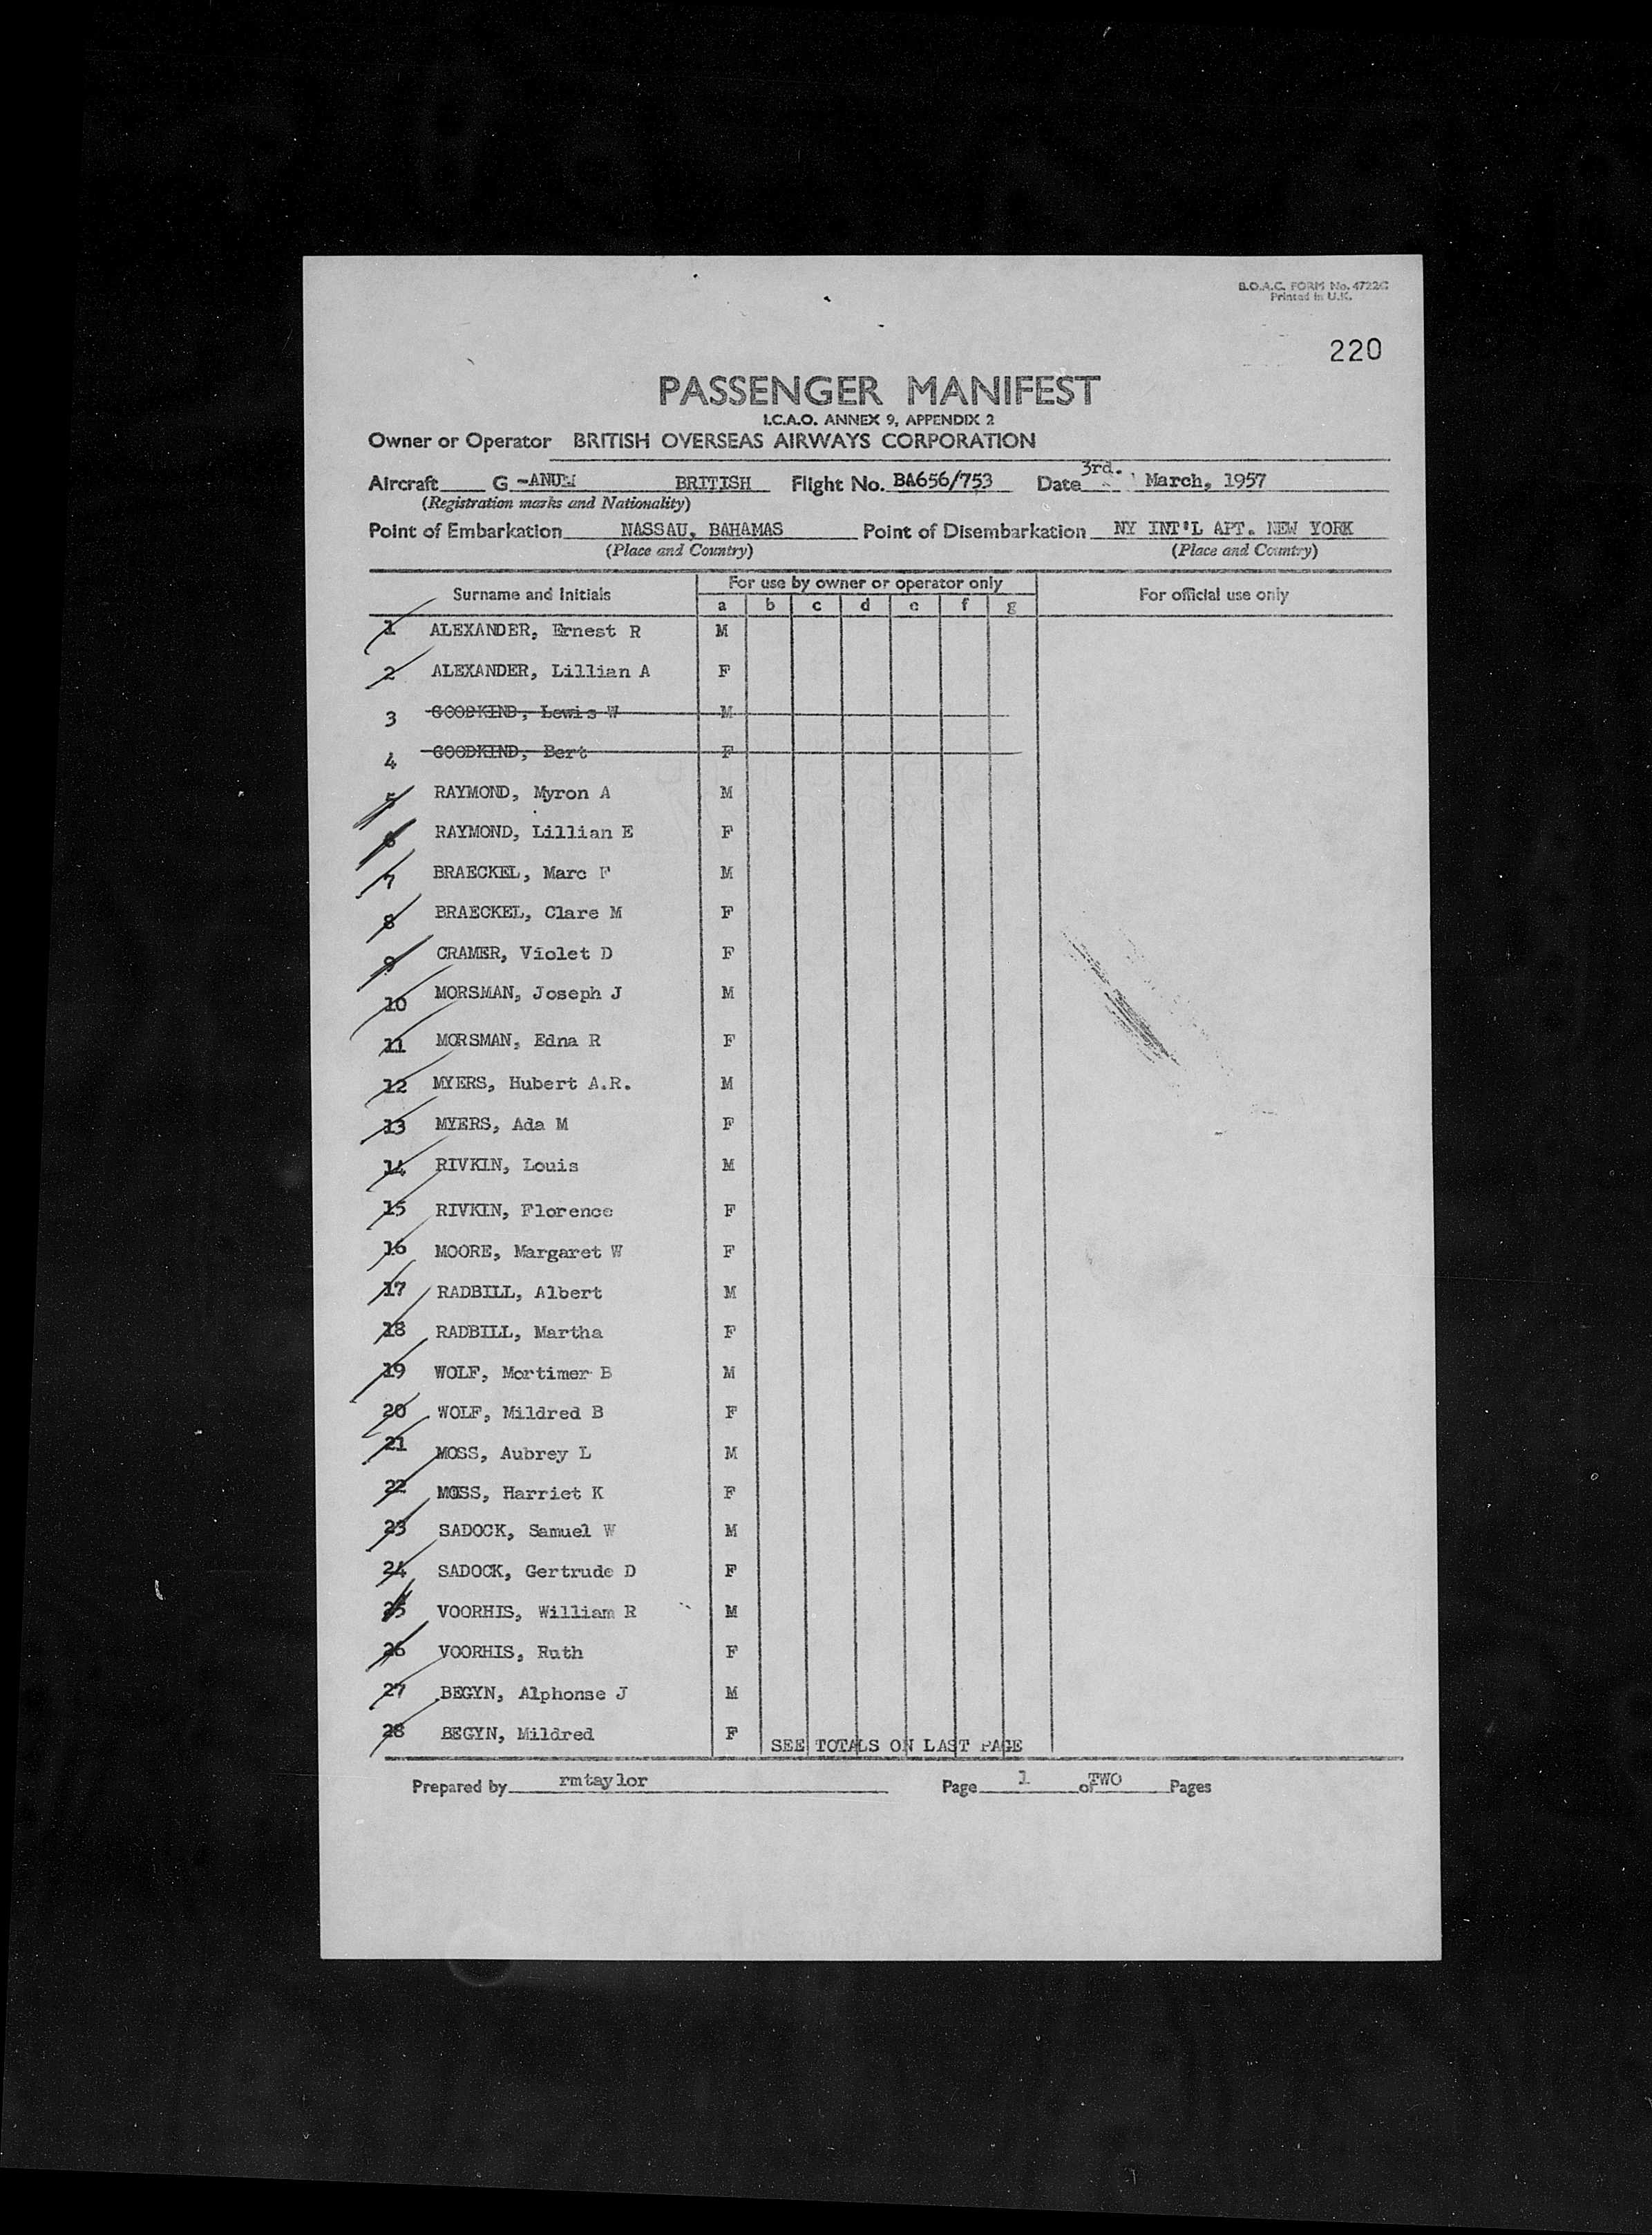 B.O.A.C. FORM No. 4722G
Printed in U.K.
220
PASSENGER MANIFEST
I.C.A.O. ANNEX 9, APPENDIX 2
Owner or Operator BRITISH OVERSEAS AIRWAYS CORPORATION
Aircraft G-ANUM BRITISH Flight No. BA656/753 Date 3rd. March, 1957
(Registration marks and Nationality)
Point of Embarkation NASSAU, BAHAMAS Point of Disembarkation NY INT'L APT. NEW YORK
(Place and Country) (Place and Country)
Surname and Initials For use by owner or operator only For official use only
a b c d e f g
1 ALEXANDER, Ernest R M
2 ALEXANDER, Lillian A F
3 GOODKIND, Lewis W M
4 GOODKIND, Bert F
5 RAYMOND, Myron A M
6 RAYMOND, Lillian E F
7 BRAECKEL, Marc F M
8 BRAECKEL, Clare M F
9 CRAMER, Violet D F
10 MORSMAN, Joseph J M
11 MORSMAN, Edna R F
12 MYERS, Hubert A.R. M
13 MYERS, Ada M F
14 RIVKIN, Louis M
15 RIVKIN, Florence F
16 MOORE, Margaret W F
17 RADBILL, Albert M
18 RADBILL, Martha F
19 WOLF, Mortimer B M
20 WOLF, Mildred B F
21 MOSS, Aubrey L M
22 MOSS, Harriet K F
23 SADOCK, Samuel W M
24 SADOCK, Gertrude D F
25 VOORHIS, William R M
26 VOORHIS, Ruth F
27 BEGYN, Alphonse J M
28 BEGYN, Mildred F
SEE TOTALS ON LAST PAGE
Prepared by rmtaylor Page 1 of TWO Pages